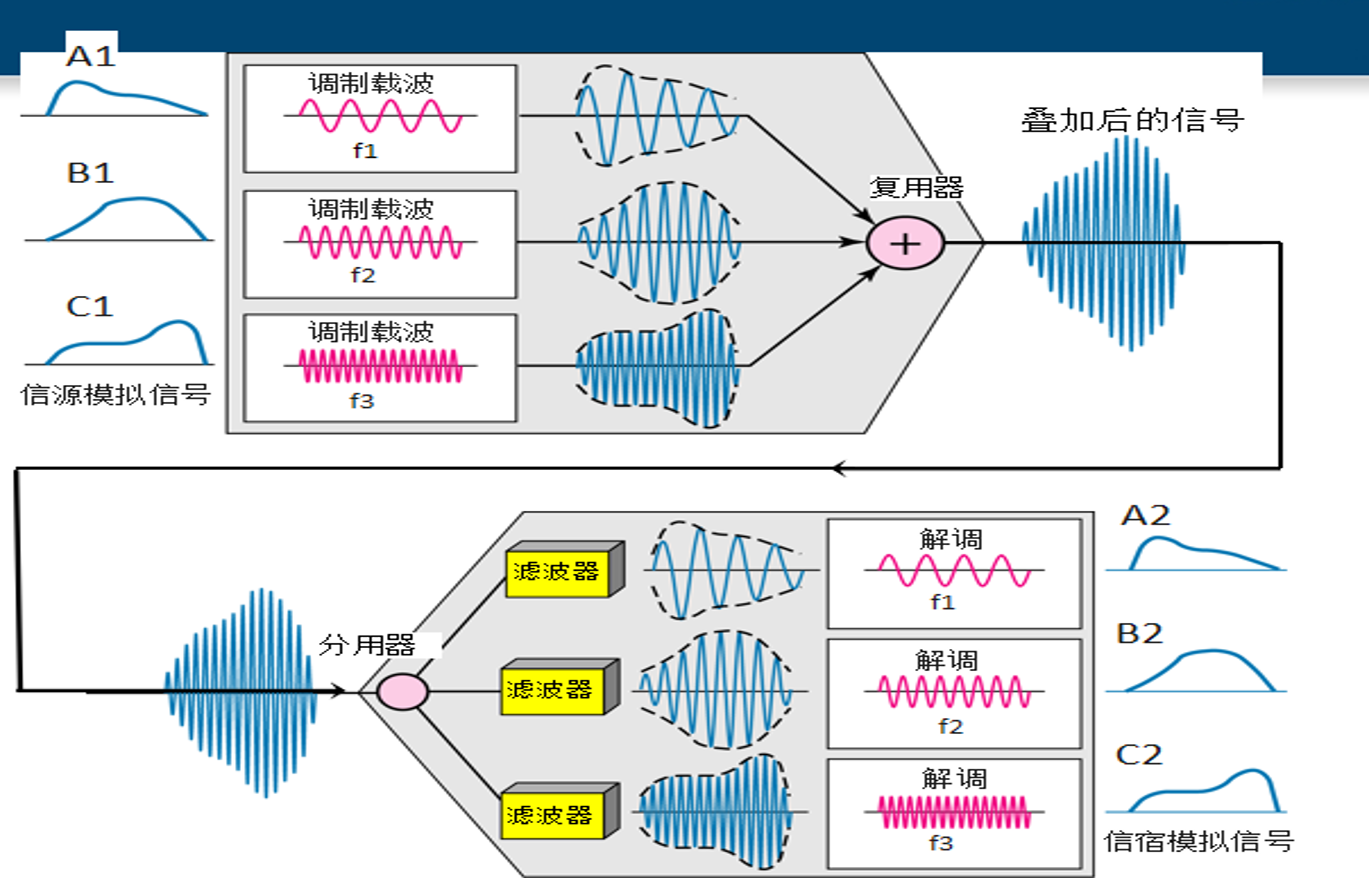 A1
调制载波
f1
叠加后的信号
B1
复用器
调制载波
f2
+
C1
调制载波
f3
信源模拟信号
A2
解调
滤波器
f1
分用器
B2
解调
滤波器
f2
C2
解调
滤波器
f3
信宿模拟信号